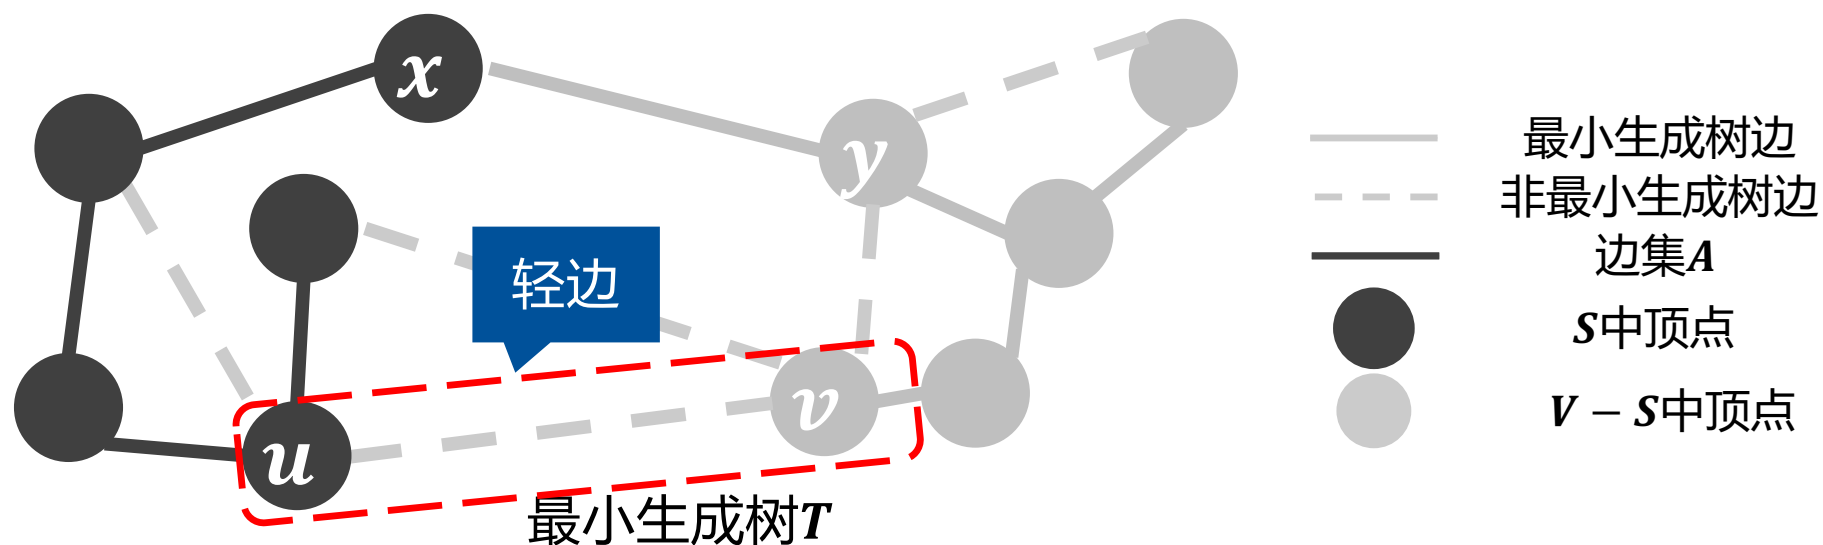 x
y
轻边
v
u
最小生成树T
最小生成树边
非最小生成树边
边集A
S中顶点
V − S中顶点